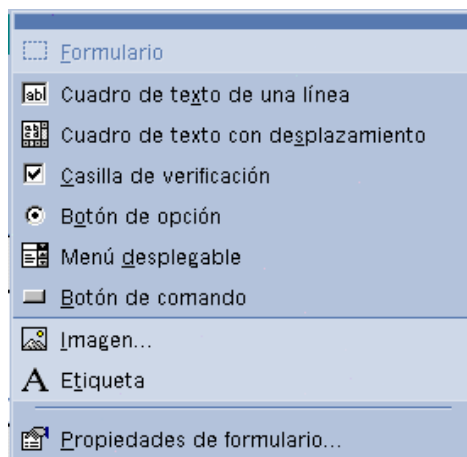 Formulario
abl Cuadro de texto de una línea
Cuadro de texto con desplazamiento
Casilla de verificación
Botón de opción
Menú desplegable
Botón de comando
Imagen...
A Etiqueta
Propiedades de formulario...